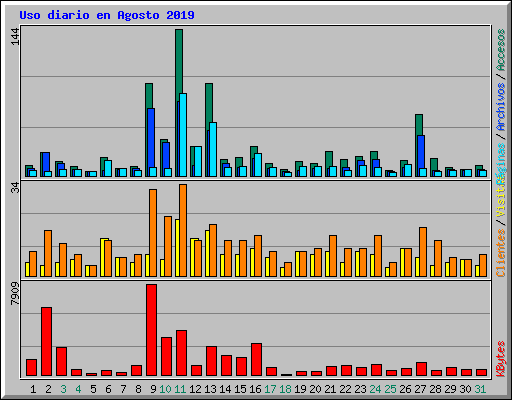 Uso diario en Agosto 2019
144
34
7909
Clientes / Visitas
Páginas / Archivos / Accesos
KBytes
1 2 3 4 5 6 7 8 9 10 11 12 13 14 15 16 17 18 19 20 21 22 23 24 25 26 27 28 29 30 31